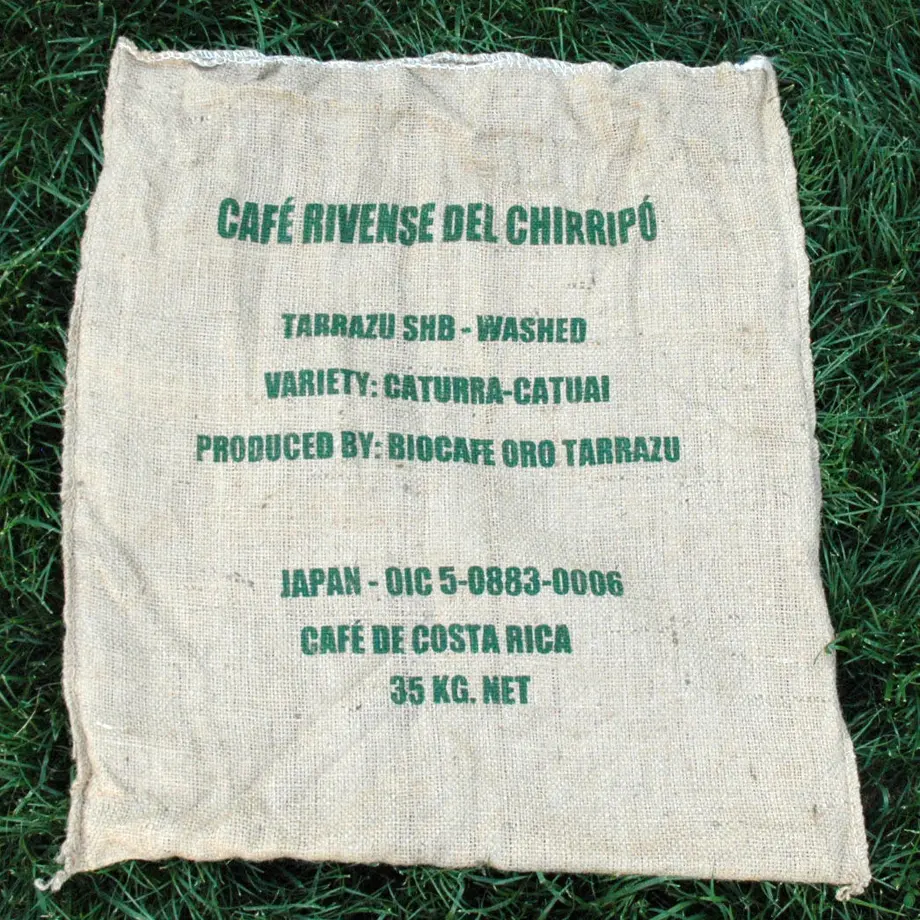 CAFÉ RIVENSE DEL CHIRRIPÓ
TARRAZU SHB - WASHED
VARIETY: CATURRA-CATUAI
PRODUCED BY: BIOCAFE ORO TARRAZU
JAPAN - OIC 5-0883-0006
CAFÉ DE COSTA RICA
35 KG. NET